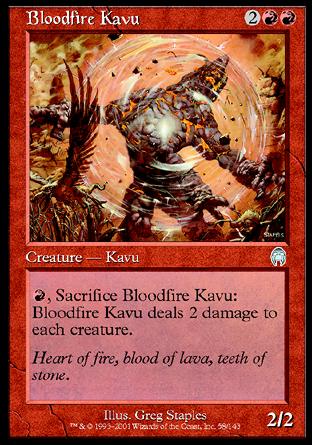 Bloodfire Kavu 2
Creature — Kavu
, Sacrifice Bloodfire Kavu:
Bloodfire Kavu deals 2 damage to
each creature.
Heart of fire, blood of lava, teeth of
stone.
2/2
Illus. Greg Staples
™ & © 1993–2001 Wizards of the Coast, Inc. 58/143